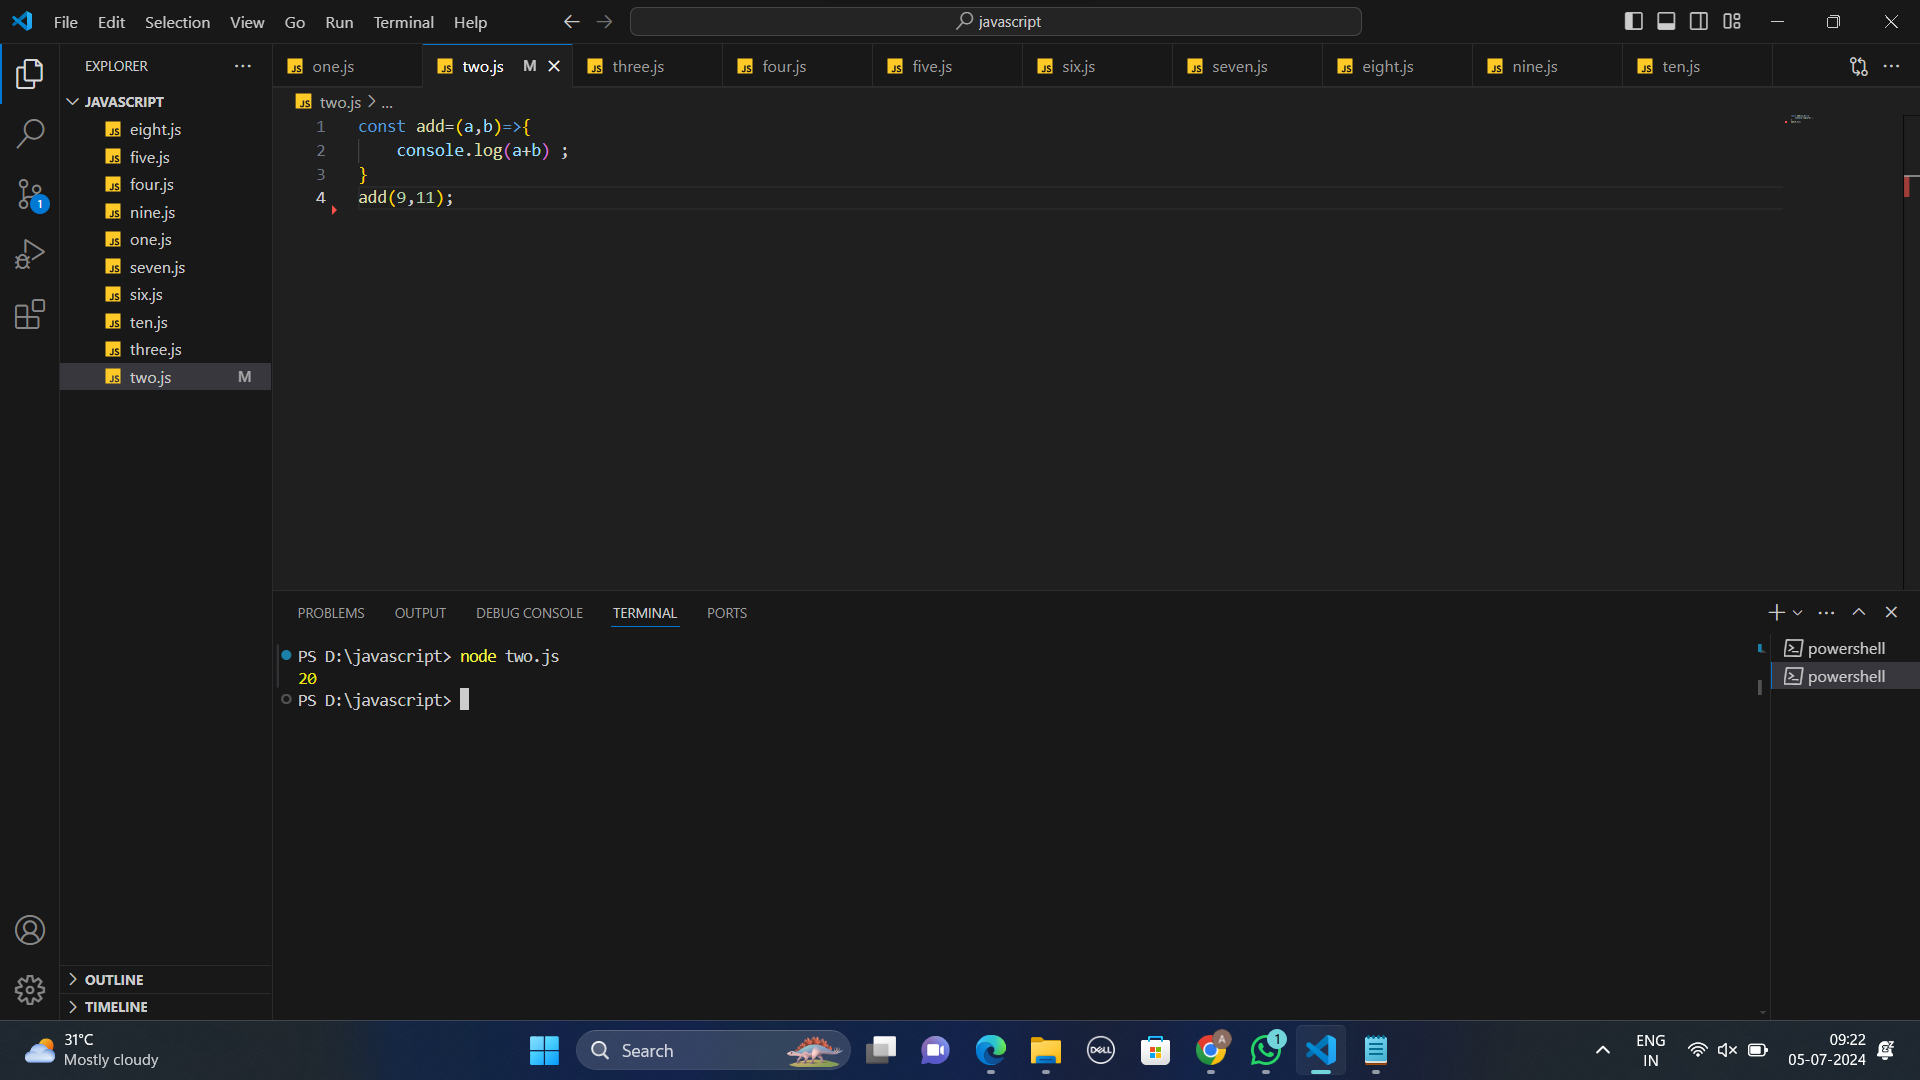 File Edit Selection View Go Run Terminal Help
javascript
EXPLORER
JAVASCRIPT
eight.js
five.js
four.js
nine.js
one.js
seven.js
six.js
ten.js
three.js
two.js M
OUTLINE
TIMELINE
1
one.js two.js M three.js four.js five.js six.js seven.js eight.js nine.js ten.js
two.js > ...
1 const add=(a,b)=>{
2     console.log(a+b) ;
3 }
4 add(9,11);
PROBLEMS OUTPUT DEBUG CONSOLE TERMINAL PORTS
PS D:\javascript> node two.js
20
PS D:\javascript>
powershell
powershell
31°C
Mostly cloudy
Search
DELL
A
1
ENG
IN
09:22
05-07-2024